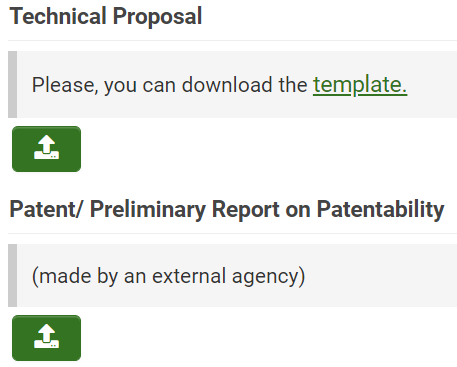 Technical Proposal
Please, you can download the template.
Patent/ Preliminary Report on Patentability
(made by an external agency)